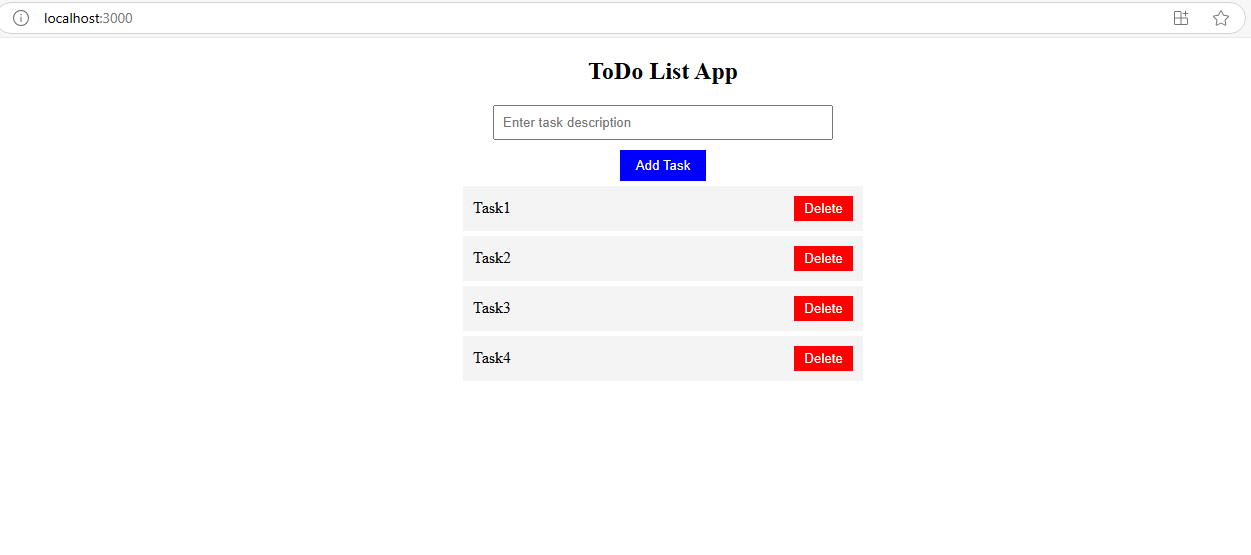 localhost:3000
ToDo List App
Enter task description
Add Task
Task1 Delete
Task2 Delete
Task3 Delete
Task4 Delete